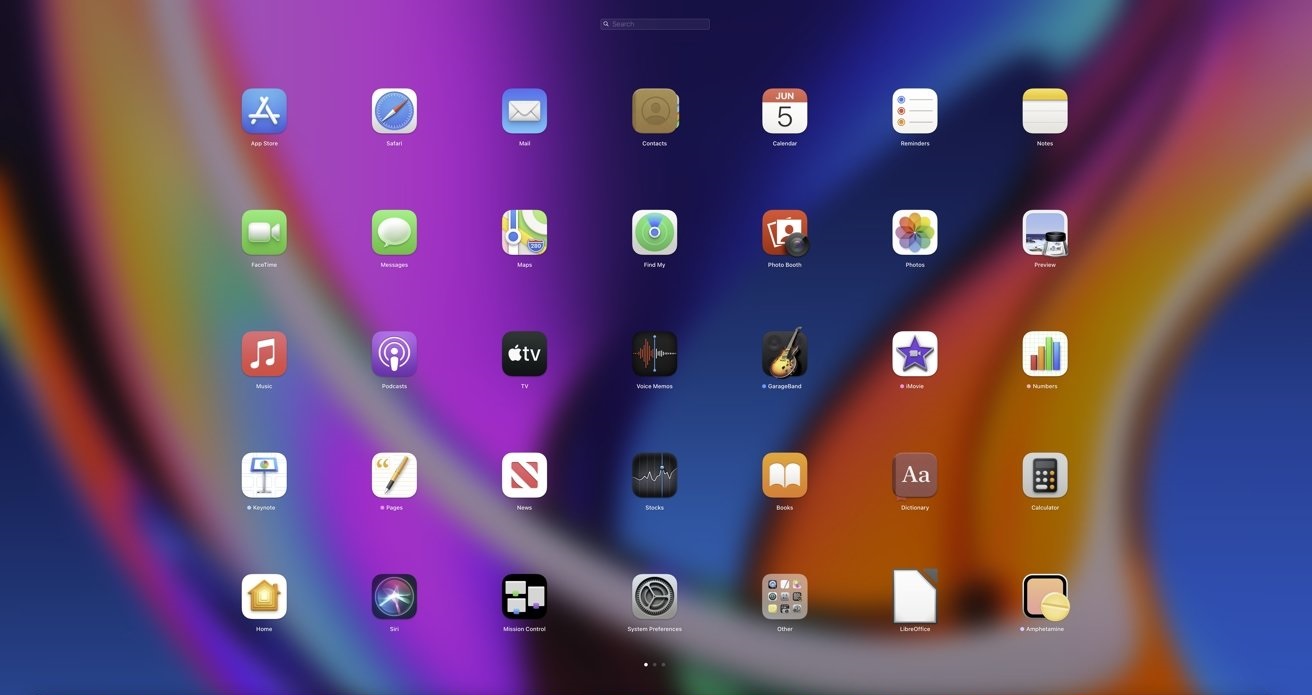 Search
JUN
5
App Store
Safari
Mail
Contacts
Calendar
Reminders
Notes
280
FaceTime
Messages
Maps
Find My
Photo Booth
Photos
Preview
tv
Music
Podcasts
TV
Voice Memos
GarageBand
iMovie
Numbers
“
Aa
Keynote
Pages
News
Stocks
Books
Dictionary
Calculator
Home
Siri
Mission Control
System Preferences
Other
LibreOffice
Amphetamine